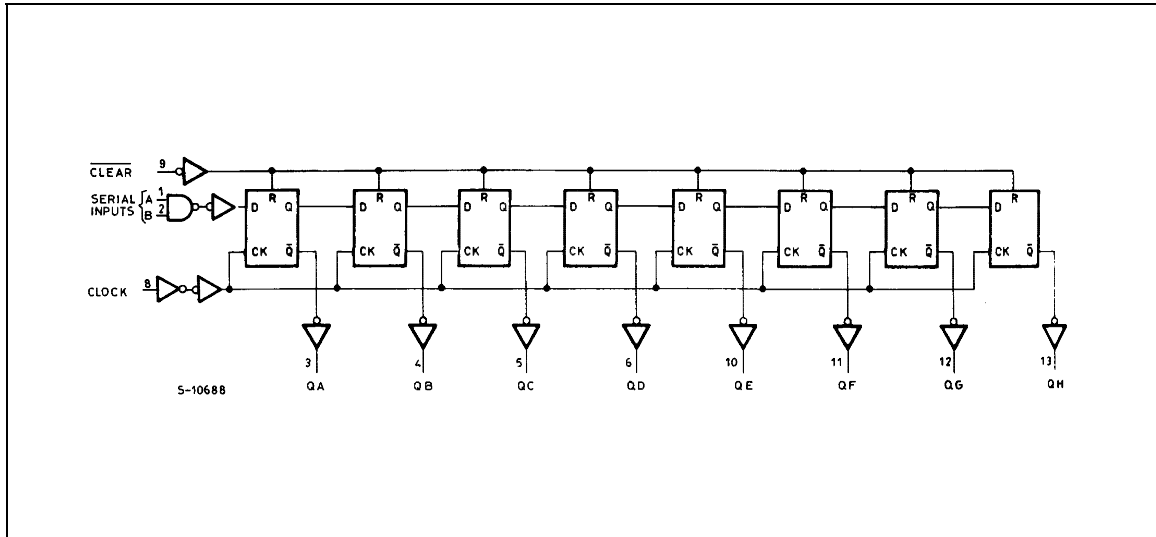 CLEAR 9
R R R R R R R R
SERIAL INPUTS { A 1
B 2
D Q D Q D Q D Q D Q D Q D Q D
CK Q̅ CK Q̅ CK Q̅ CK Q̅ CK Q̅ CK Q̅ CK Q̅ CK Q̅
CLOCK 8
3 4 5 6 10 11 12 13
QA QB QC QD QE QF QG QH
S-10688